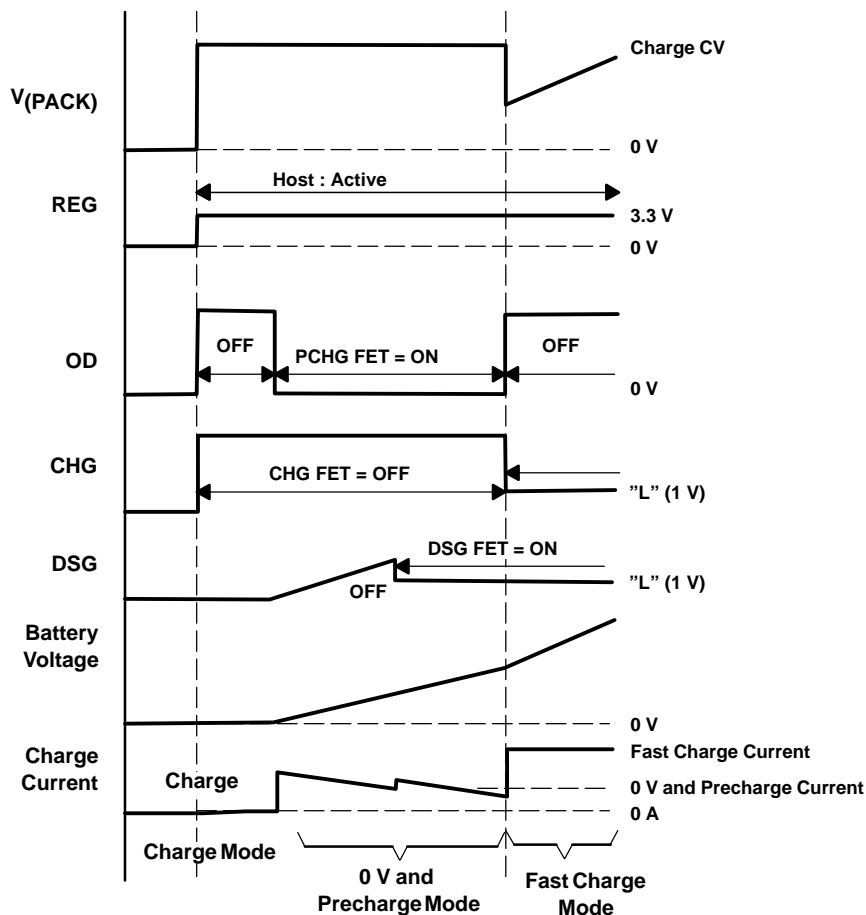 Charge CV
V(PACK)
0 V
Host : Active
REG
3.3 V
0 V
OFF
PCHG FET = ON
OFF
OD
0 V
CHG
CHG FET = OFF
”L” (1 V)
DSG
DSG FET = ON
OFF
”L” (1 V)
Battery
Voltage
0 V
Charge
Current
Charge
Fast Charge Current
0 V and Precharge Current
0 A
Charge Mode
0 V and
Precharge Mode
Fast Charge
Mode